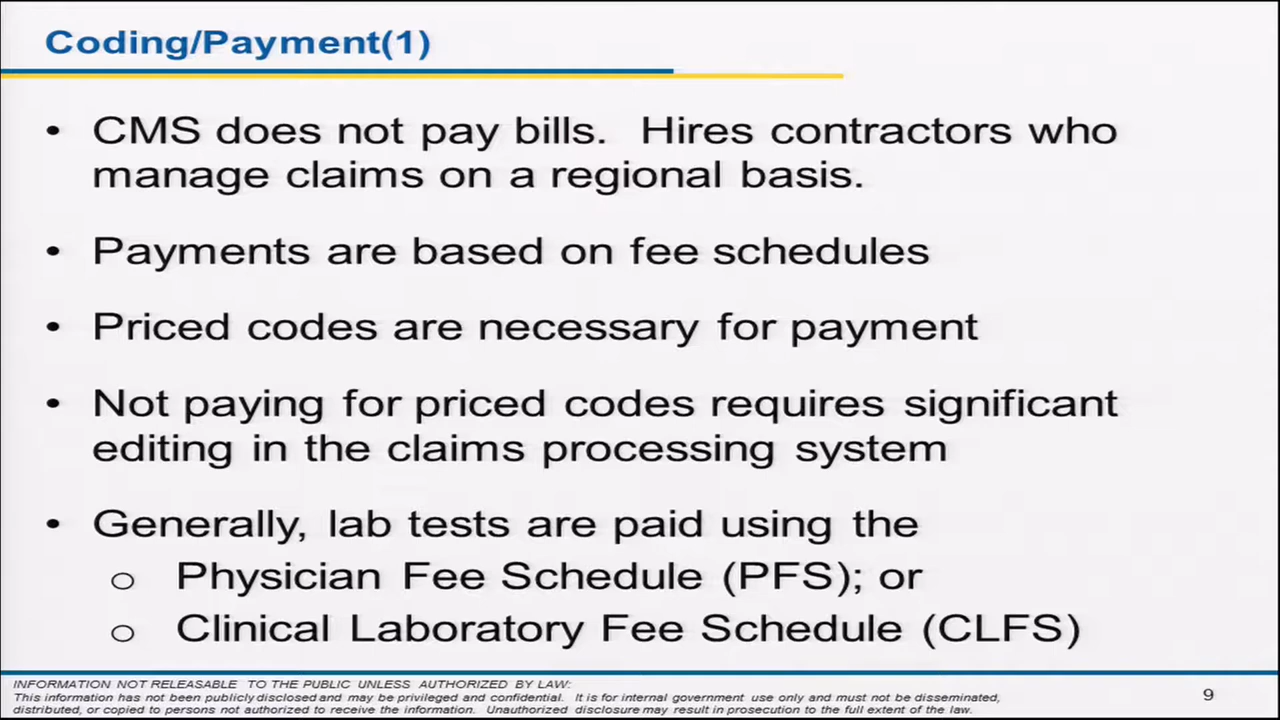 Coding/Payment(1)
• CMS does not pay bills. Hires contractors who
manage claims on a regional basis.
• Payments are based on fee schedules
• Priced codes are necessary for payment
• Not paying for priced codes requires significant
editing in the claims processing system
• Generally, lab tests are paid using the
o Physician Fee Schedule (PFS); or
o Clinical Laboratory Fee Schedule (CLFS)
INFORMATION NOT RELEASABLE TO THE PUBLIC UNLESS AUTHORIZED BY LAW:
This information has not been publicly disclosed and may be privileged and confidential. It is for internal government use only and must not be disseminated,
distributed, or copied to persons not authorized to receive the information. Unauthorized disclosure may result in prosecution to the full extent of the law.
9